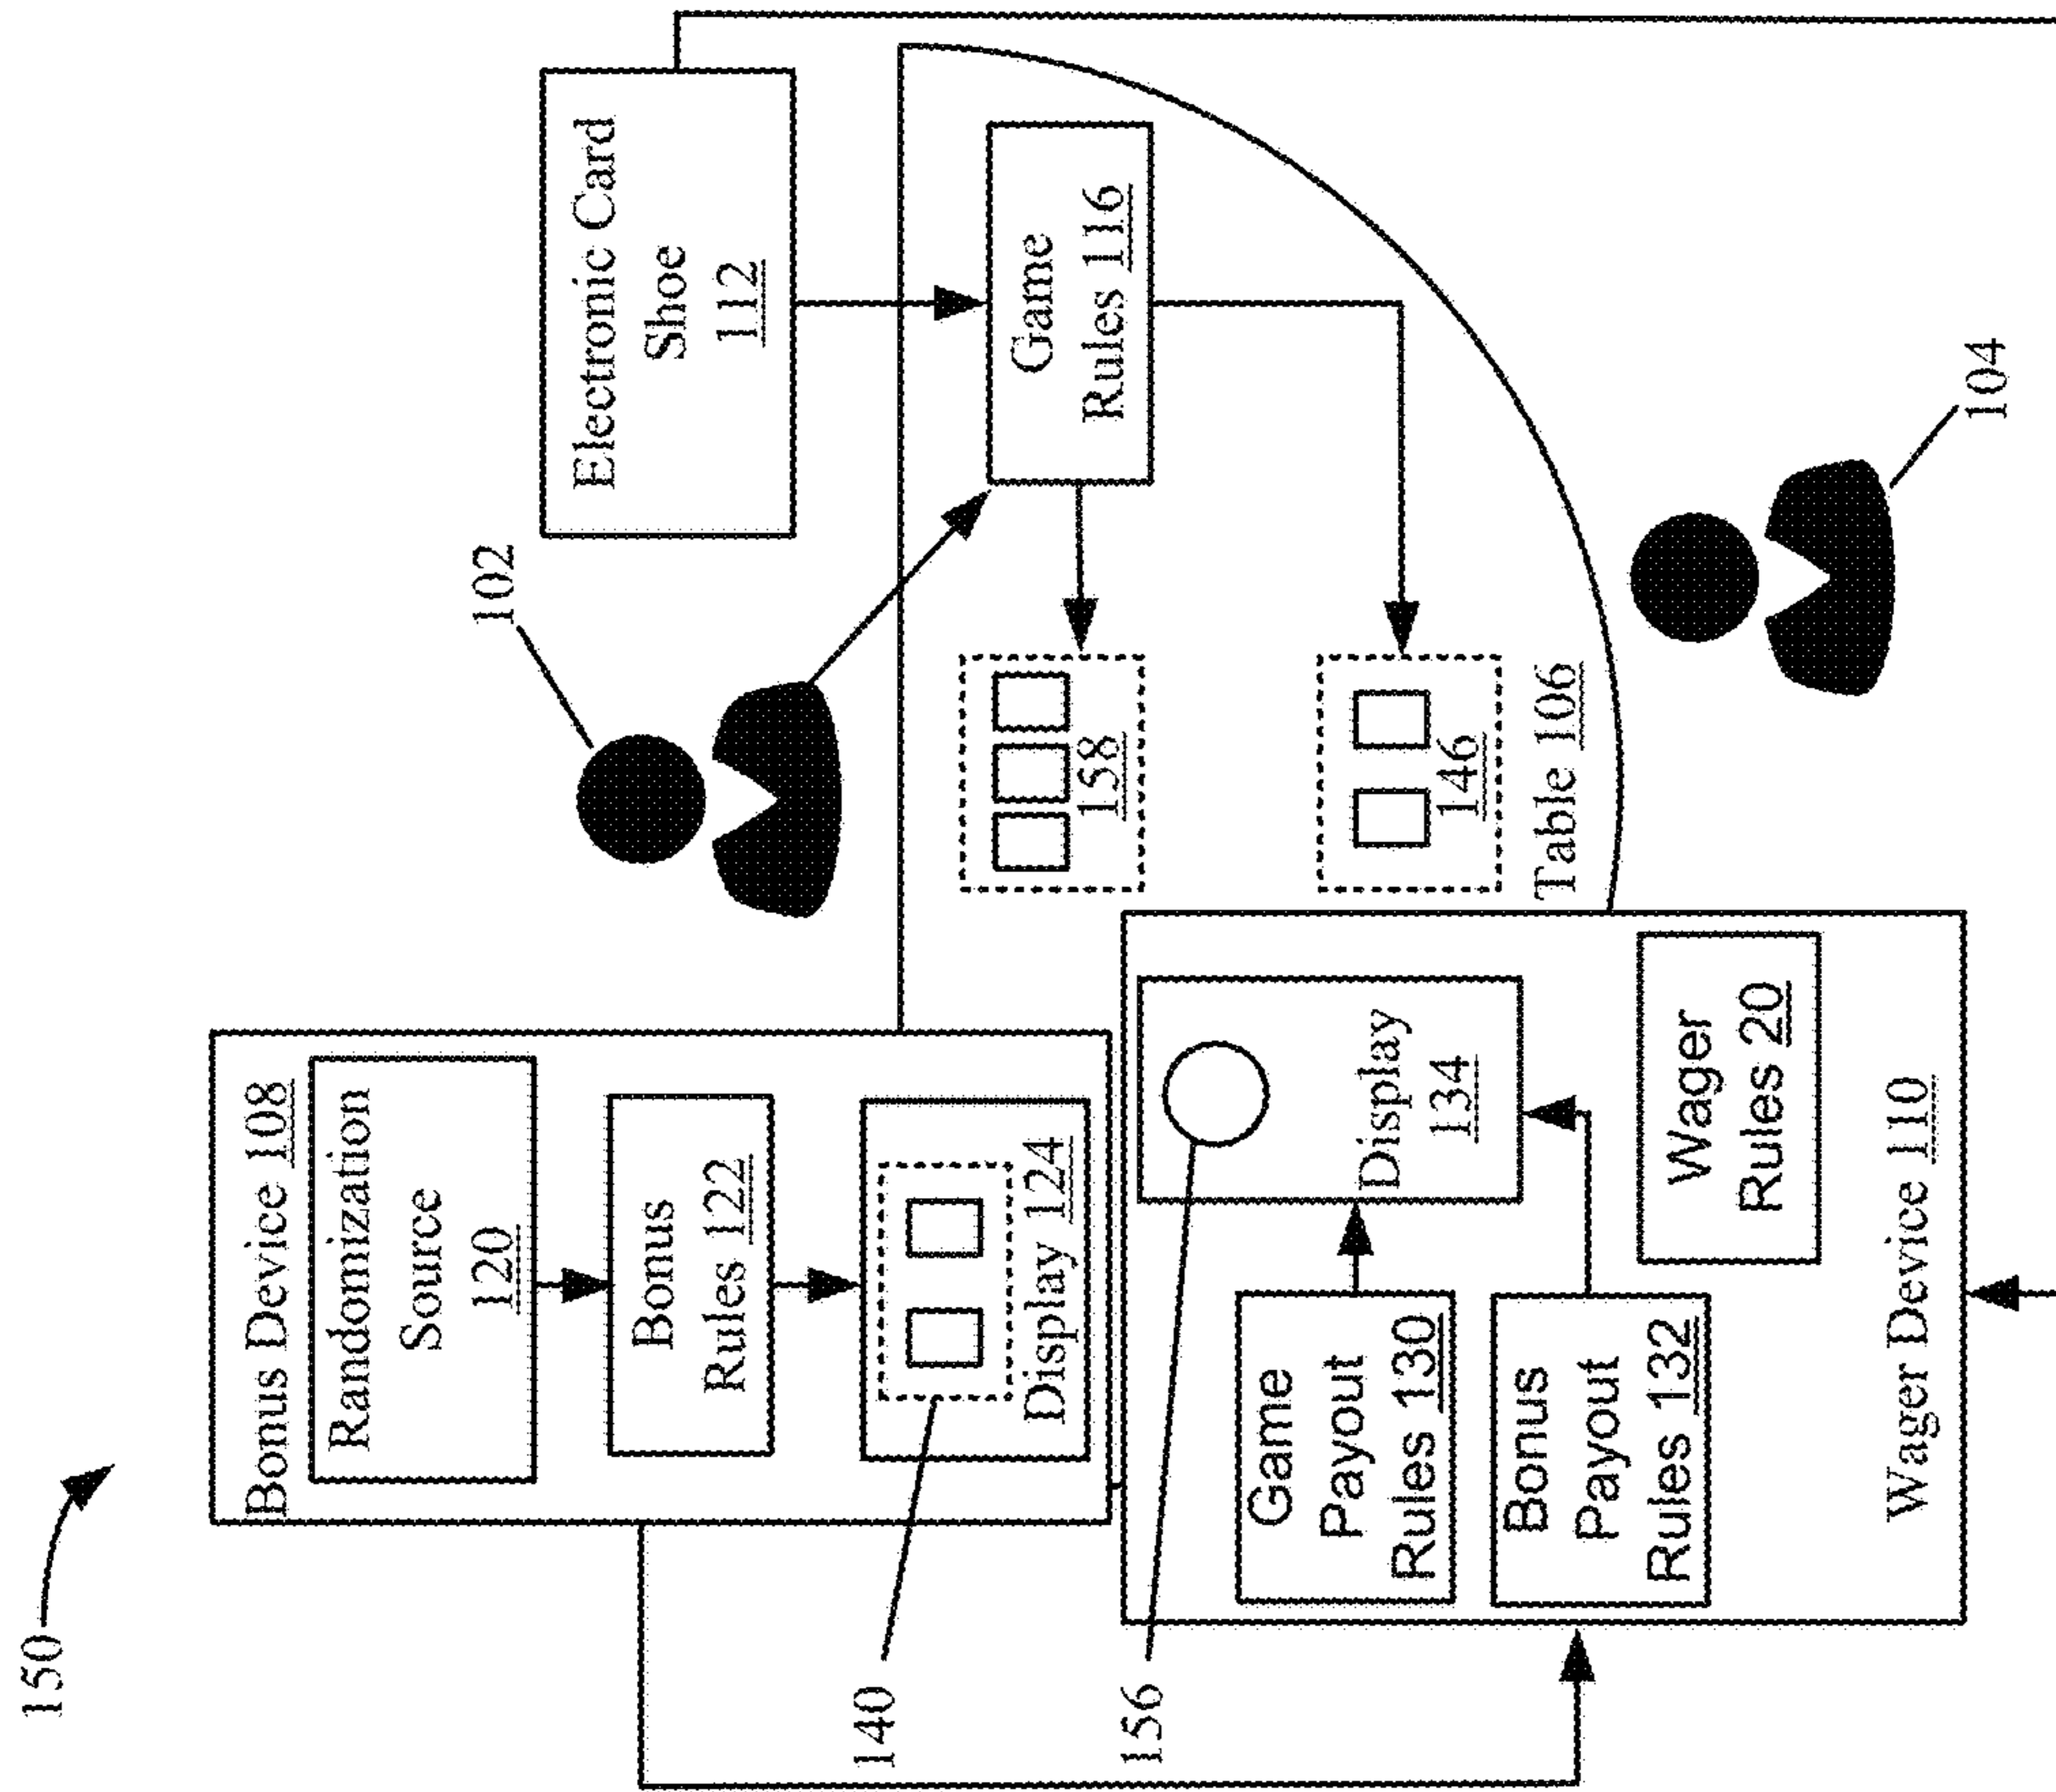 150
Bonus Device 108
Randomization
Source
120
Bonus
Rules 122
Display 124
140
102
Electronic Card
Shoe
112
Game
Rules 116
158
146
Table 106
104
156
Display
134
Game
Payout
Rules 130
Bonus
Payout
Rules 132
Wager
Rules 20
Wager Device 110